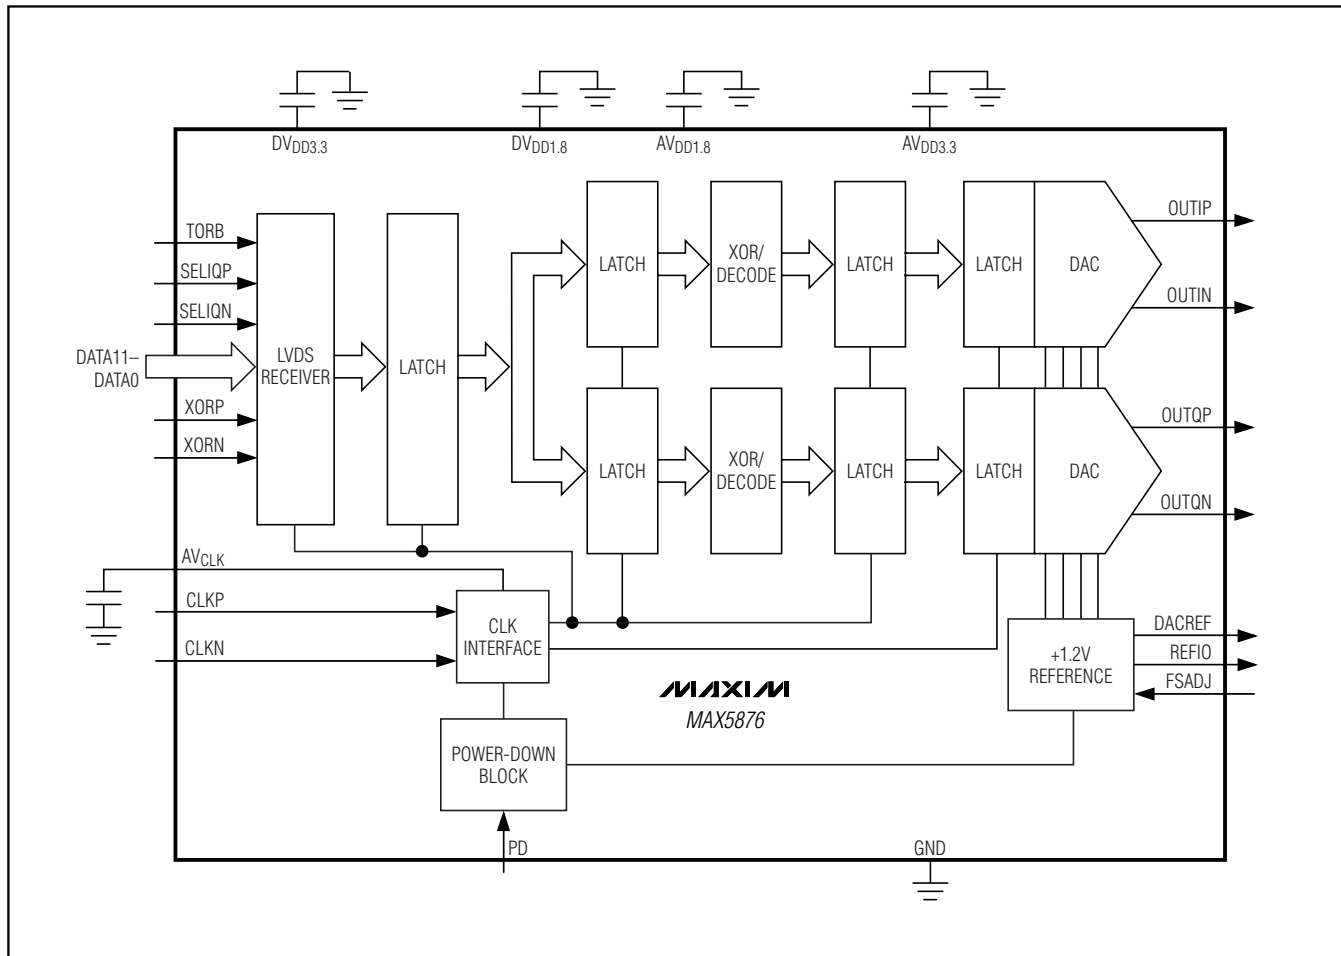 DVDD3.3
DVDD1.8
AVDD1.8
AVDD3.3
TORB
SELIQP
SELIQN
DATA11–
DATA0
XORP
XORN
LVDS
RECEIVER
LATCH
LATCH
XOR/
DECODE
LATCH
LATCH
DAC
OUTIP
OUTIN
LATCH
XOR/
DECODE
LATCH
LATCH
DAC
OUTQP
OUTQN
AVCLK
CLKP
CLKN
CLK
INTERFACE
+1.2V
REFERENCE
DACREF
REFIO
FSADJ
MAXIM
MAX5876
POWER-DOWN
BLOCK
PD
GND